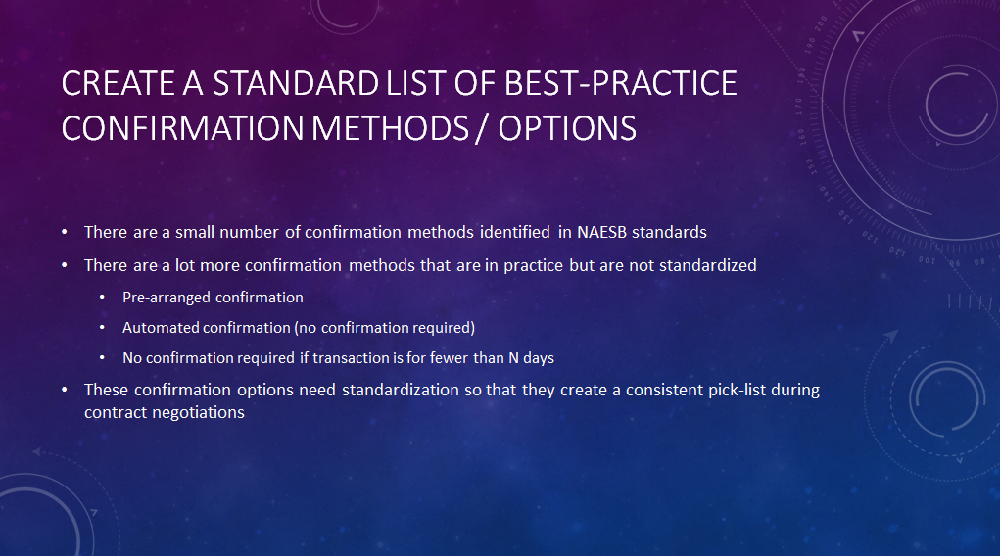 CREATE A STANDARD LIST OF BEST-PRACTICE
CONFIRMATION METHODS / OPTIONS
• There are a small number of confirmation methods identified in NAESB standards
• There are a lot more confirmation methods that are in practice but are not standardized
• Pre-arranged confirmation
• Automated confirmation (no confirmation required)
• No confirmation required if transaction is for fewer than N days
• These confirmation options need standardization so that they create a consistent pick-list during
contract negotiations